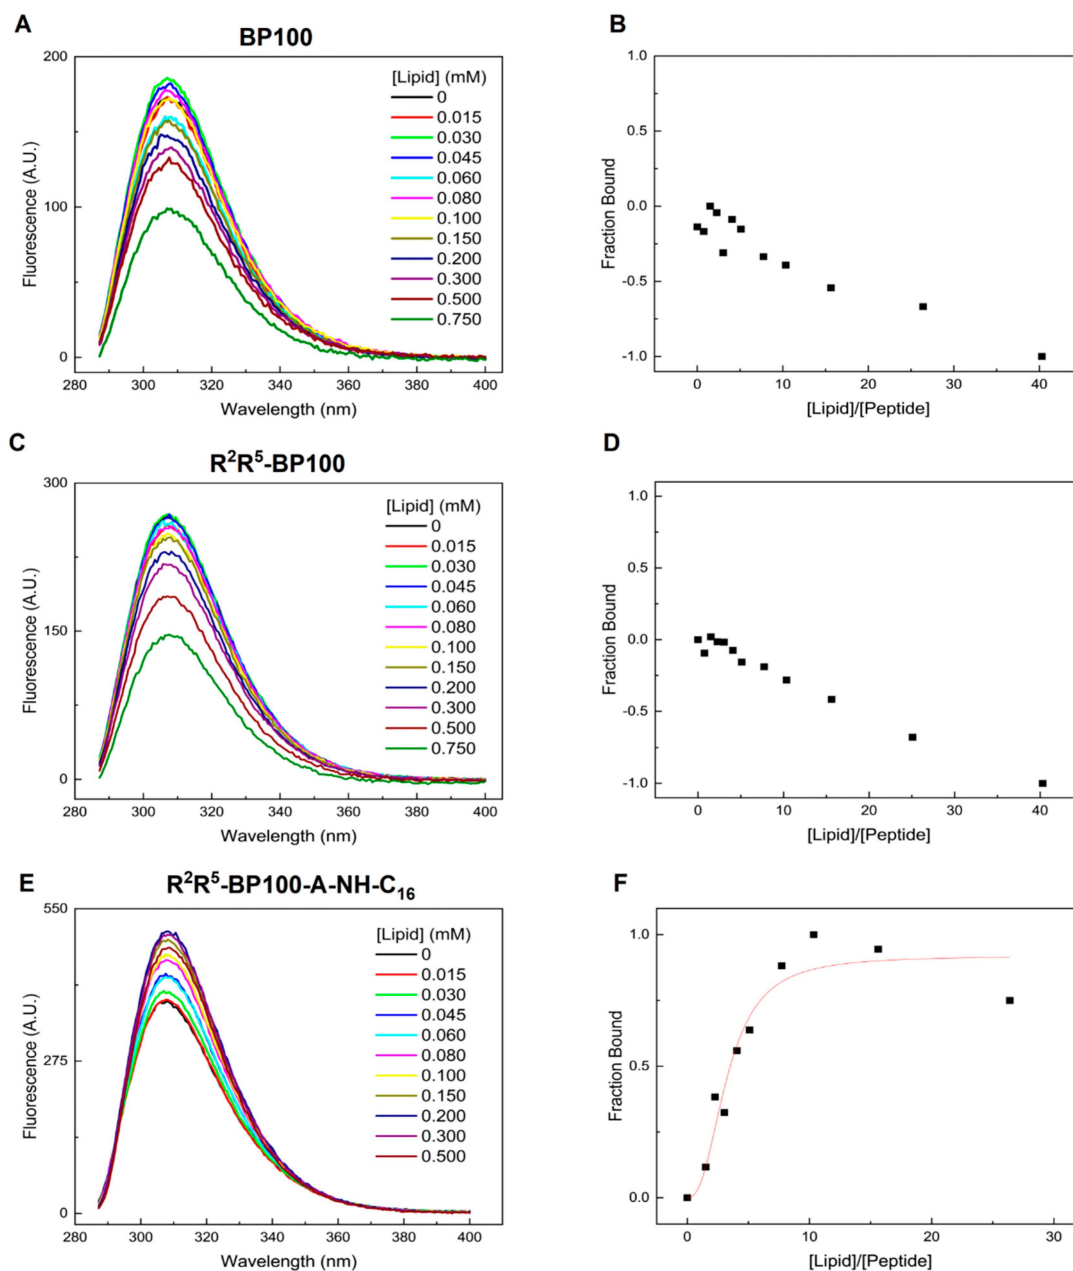 A
BP100
200
100
0
Fluorescence (A.U.)
[Lipid] (mM)
0
0.015
0.030
0.045
0.060
0.080
0.100
0.150
0.200
0.300
0.500
0.750
280 300 320 340 360 380 400
Wavelength (nm)
B
1.0
0.5
0.0
-0.5
-1.0
Fraction Bound
0 10 20 30 40
[Lipid]/[Peptide]
C
R²R⁵-BP100
300
150
0
Fluorescence (A.U.)
[Lipid] (mM)
0
0.015
0.030
0.045
0.060
0.080
0.100
0.150
0.200
0.300
0.500
0.750
280 300 320 340 360 380 400
Wavelength (nm)
D
1.0
0.5
0.0
-0.5
-1.0
Fraction Bound
0 10 20 30 40
[Lipid]/[Peptide]
E
R²R⁵-BP100-A-NH-C₁₆
550
275
0
Fluorescence (A.U.)
[Lipid] (mM)
0
0.015
0.030
0.045
0.060
0.080
0.100
0.150
0.200
0.300
0.500
280 300 320 340 360 380 400
Wavelength (nm)
F
1.0
0.5
0.0
Fraction Bound
0 10 20 30
[Lipid]/[Peptide]